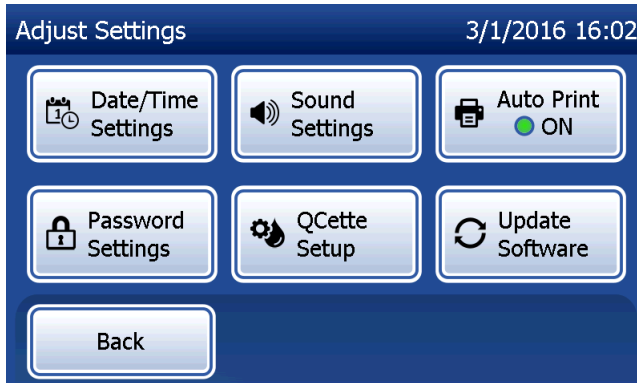 Adjust Settings 3/1/2016 16:02
Date/Time
Settings
Sound
Settings
Auto Print
ON
Password
Settings
QCette
Setup
Update
Software
Back